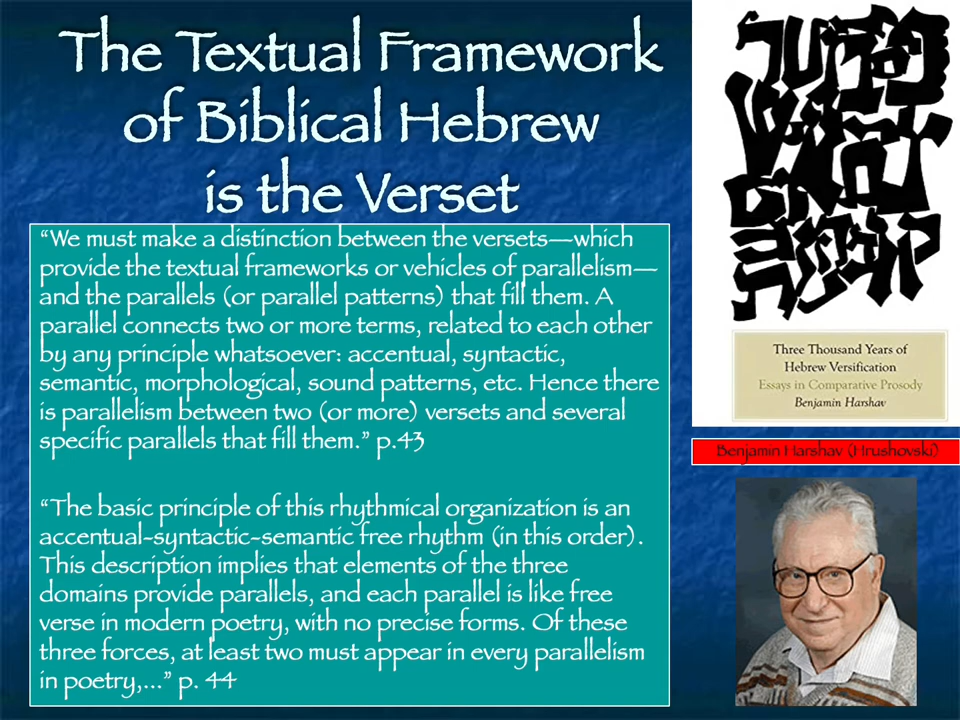 The Textual Framework
of Biblical Hebrew
is the Verset
“We must make a distinction between the versets—which
provide the textual frameworks or vehicles of parallelism—
and the parallels (or parallel patterns) that fill them. A
parallel connects two or more terms, related to each other
by any principle whatsoever: accentual, syntactic,
semantic, morphological, sound patterns, etc. Hence there
is parallelism between two (or more) versets and several
specific parallels that fill them.” p.43
“The basic principle of this rhythmical organization is an
accentual-syntactic-semantic free rhythm (in this order).
This description implies that elements of the three
domains provide parallels, and each parallel is like free
verse in modern poetry, with no precise forms. Of these
three forces, at least two must appear in every parallelism
in poetry,...” p. 44
Three Thousand Years of
Hebrew Versification
Essays in Comparative Prosody
Benjamin Harshav
Benjamin Harshav (Hrushovski)